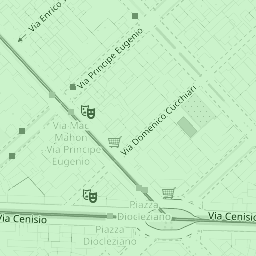 Via Enrico
Via Principe Eugenio
Via Domenico Cucchiari
Via Mac
Mahon
Via Principe
Eugenio
Piazza
Diocleziano
Via Cenisio
Via Cenisio
Piazza
Diocleziano